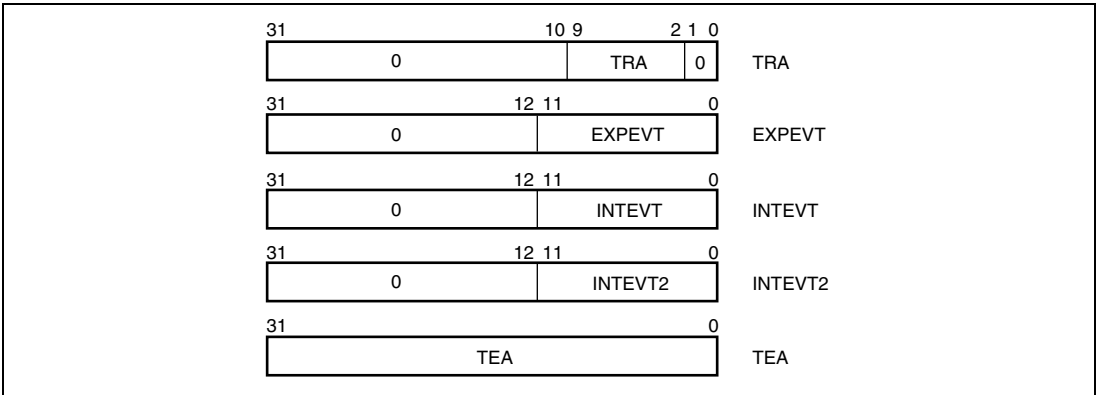 31 10 9 2 1 0
0 TRA 0 TRA
31 12 11 0
0 EXPEVT EXPEVT
31 12 11 0
0 INTEVT INTEVT
31 12 11 0
0 INTEVT2 INTEVT2
31 0
TEA TEA